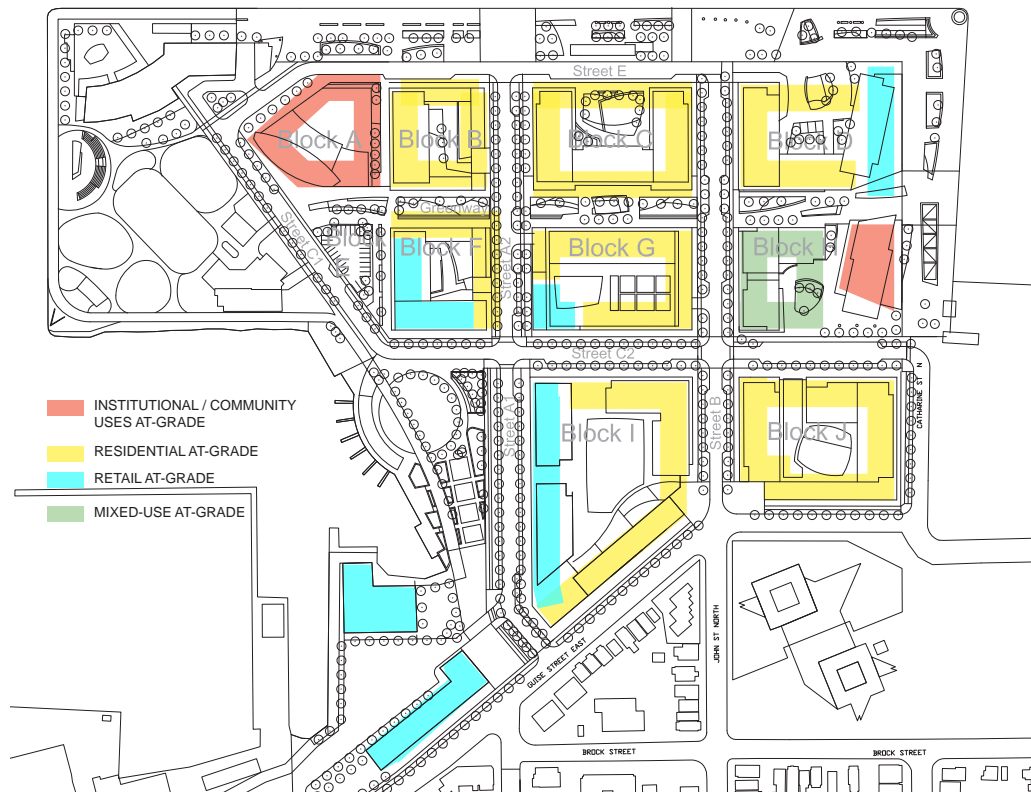 Street E
Block A
Block B
Block C
Block D
Greenway
Street C1
Block
Block F
Street A2
Block G
Block H
Street C2
CATHARINE ST N
INSTITUTIONAL / COMMUNITY
USES AT-GRADE
RESIDENTIAL AT-GRADE
RETAIL AT-GRADE
MIXED-USE AT-GRADE
Street A1
Block I
Street B
Block J
JOHN ST NORTH
GUISE STREET EAST
BROCK STREET
BROCK STREET